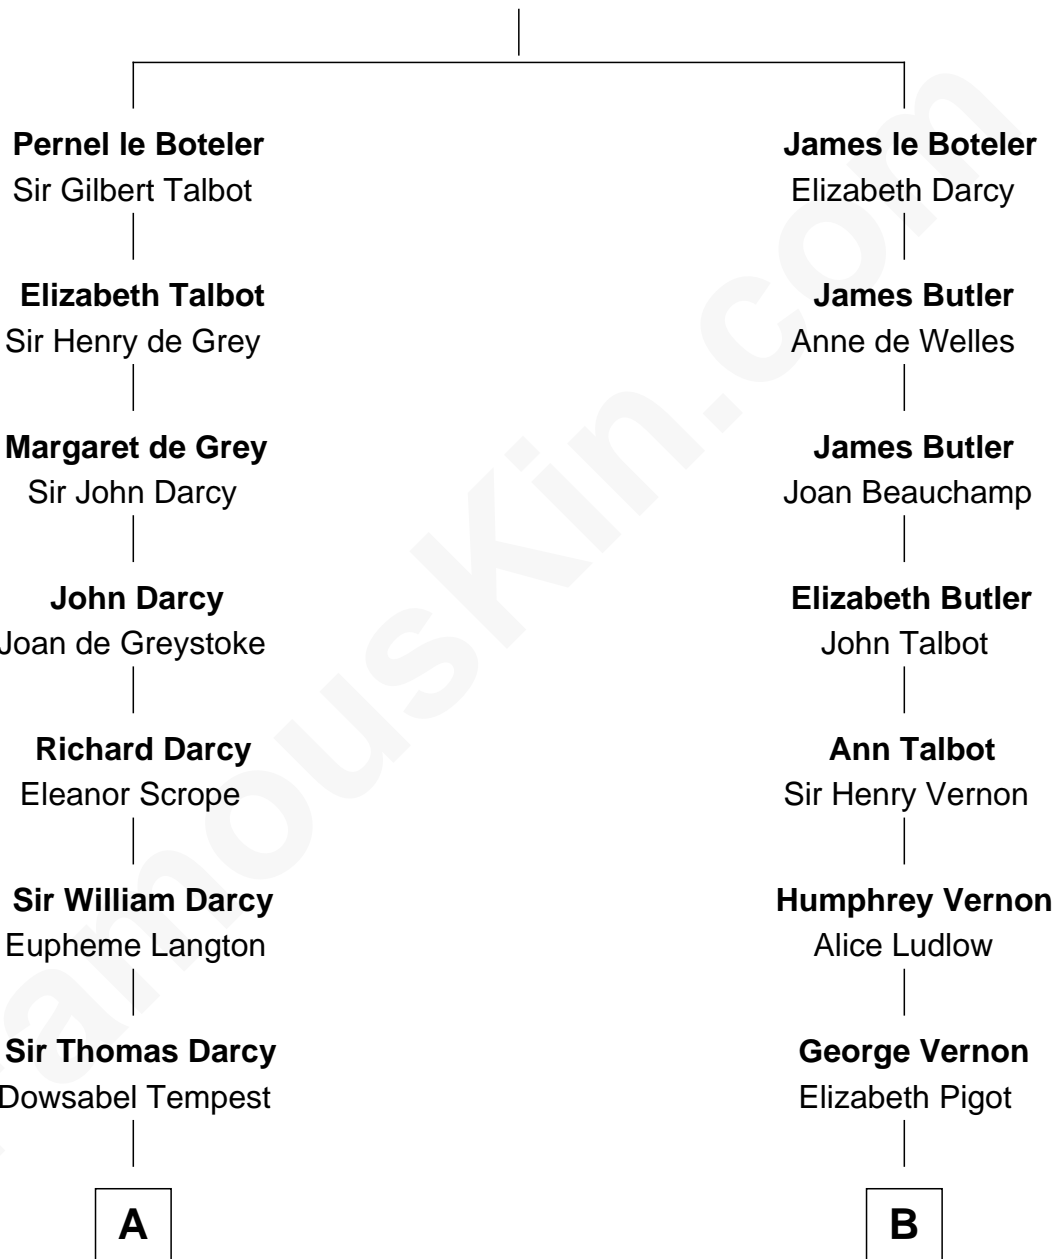 Pernel le Boteler
Sir Gilbert Talbot
James le Boteler
Elizabeth Darcy
Elizabeth Talbot
Sir Henry de Grey
James Butler
Anne de Welles
Margaret de Grey
Sir John Darcy
James Butler
Joan Beauchamp
John Darcy
Joan de Greystoke
Elizabeth Butler
John Talbot
Richard Darcy
Eleanor Scrope
Ann Talbot
Sir Henry Vernon
Sir William Darcy
Eupheme Langton
Humphrey Vernon
Alice Ludlow
Sir Thomas Darcy
Dowsabel Tempest
George Vernon
Elizabeth Pigot
A
B
FamousKin.com